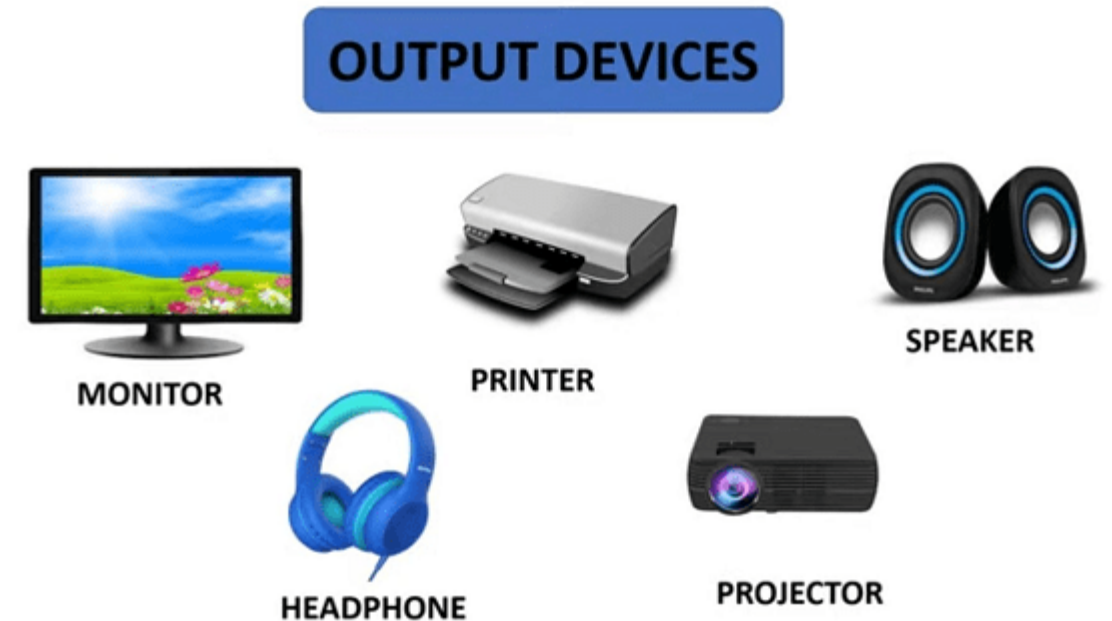 OUTPUT DEVICES
MONITOR
PRINTER
SPEAKER
HEADPHONE
PROJECTOR